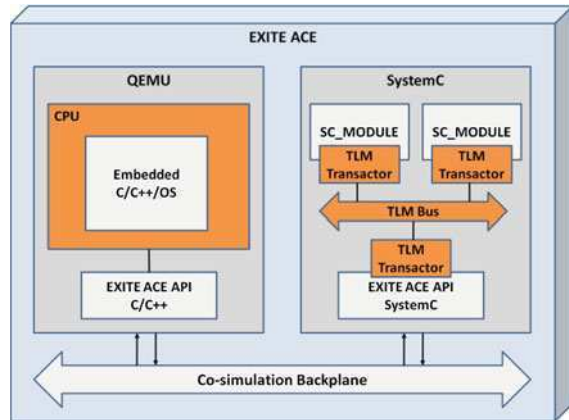 EXITE ACE
QEMU
CPU
Embedded
C/C++/OS
EXITE ACE API
C/C++
SystemC
SC_MODULE
SC_MODULE
TLM
Transactor
TLM
Transactor
TLM Bus
TLM
Transactor
EXITE ACE API
SystemC
Co-simulation Backplane